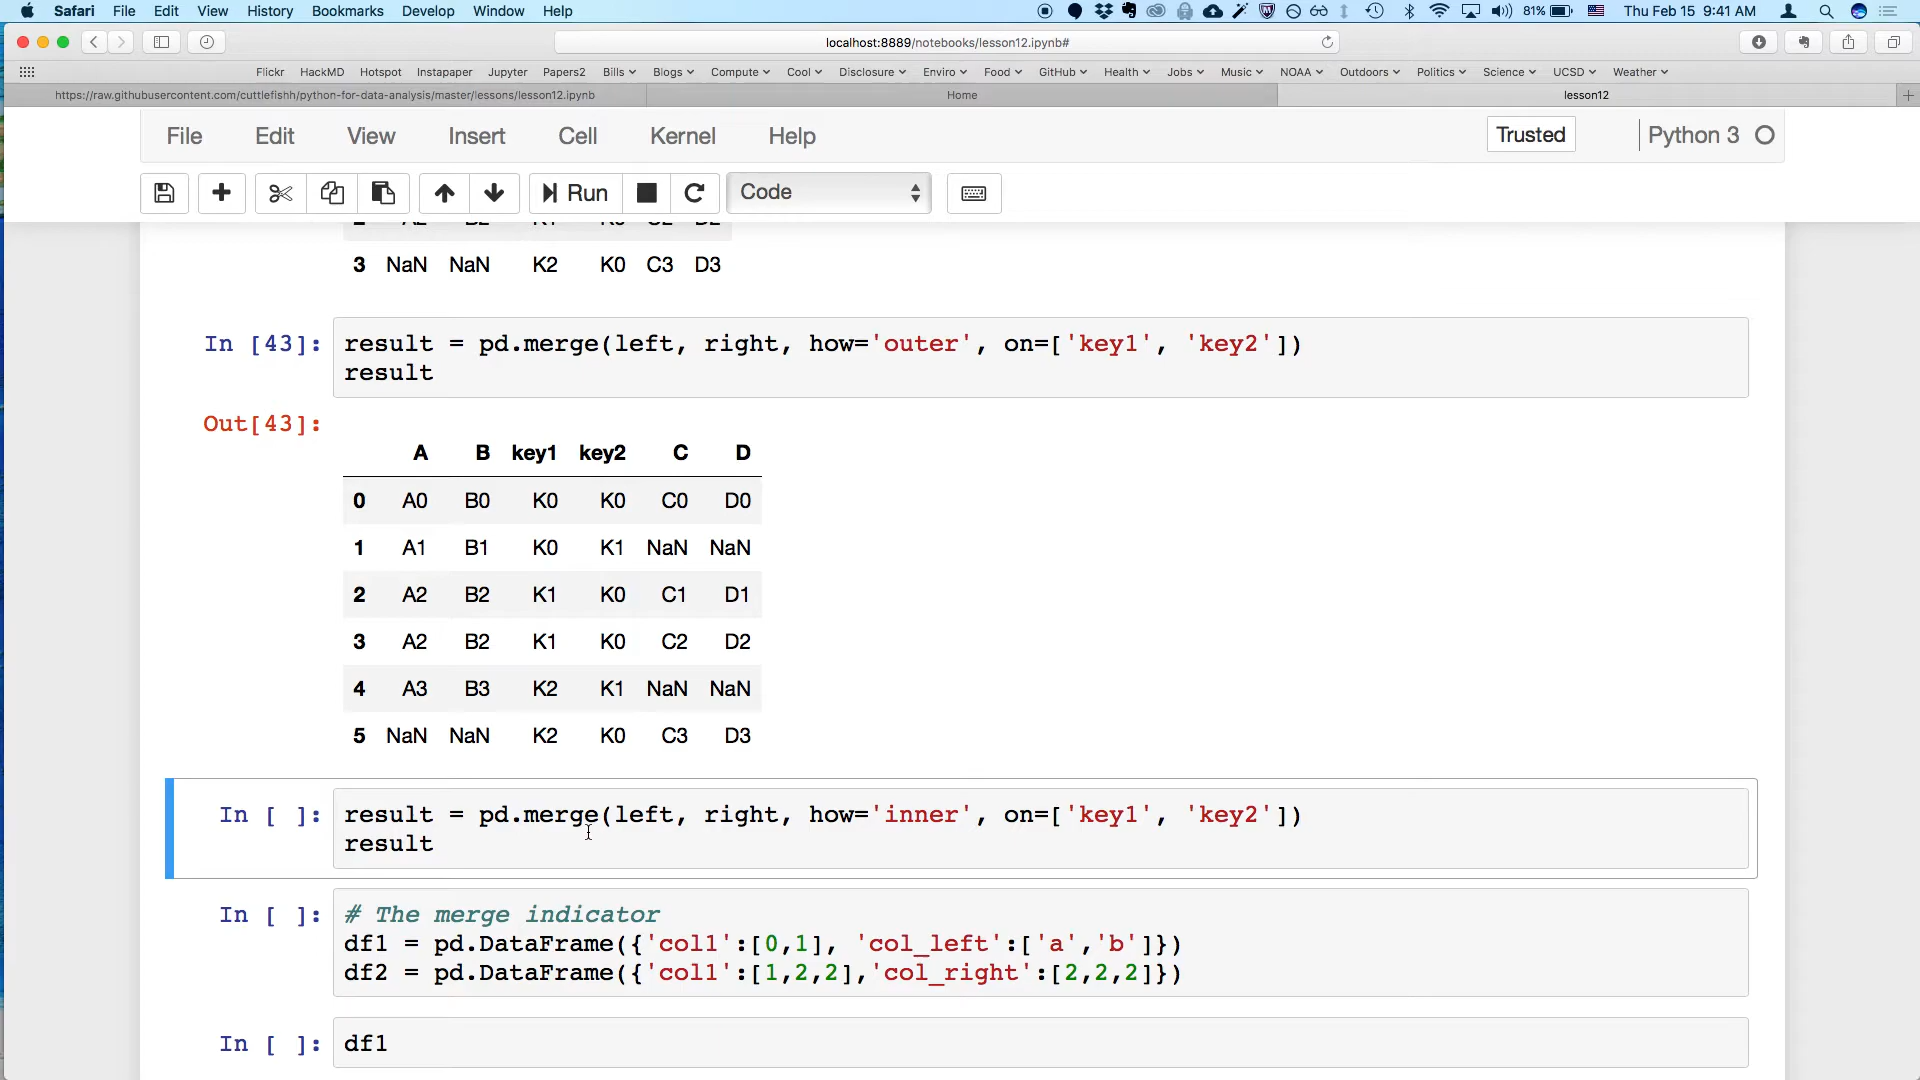 Safari File Edit View History Bookmarks Develop Window Help 81% Thu Feb 15 9:41 AM
localhost:8889/notebooks/lesson12.ipynb#
Flickr HackMD Hotspot Instapaper Jupyter Papers2 Bills Blogs Compute Cool Disclosure Enviro Food GitHub Health Jobs Music NOAA Outdoors Politics Science UCSD Weather
https://raw.githubusercontent.com/cuttlefishh/python-for-data-analysis/master/lessons/lesson12.ipynb Home lesson12
File Edit View Insert Cell Kernel Help Trusted Python 3
Run Code
3 NaN NaN K2 K0 C3 D3
In [43]: result = pd.merge(left, right, how='outer', on=['key1', 'key2'])
result
Out[43]:
A B key1 key2 C D
0 A0 B0 K0 K0 C0 D0
1 A1 B1 K0 K1 NaN NaN
2 A2 B2 K1 K0 C1 D1
3 A2 B2 K1 K0 C2 D2
4 A3 B3 K2 K1 NaN NaN
5 NaN NaN K2 K0 C3 D3
In [ ]: result = pd.merge(left, right, how='inner', on=['key1', 'key2'])
result
In [ ]: # The merge indicator
df1 = pd.DataFrame({'col1':[0,1], 'col_left':['a','b']})
df2 = pd.DataFrame({'col1':[1,2,2],'col_right':[2,2,2]})
In [ ]: df1